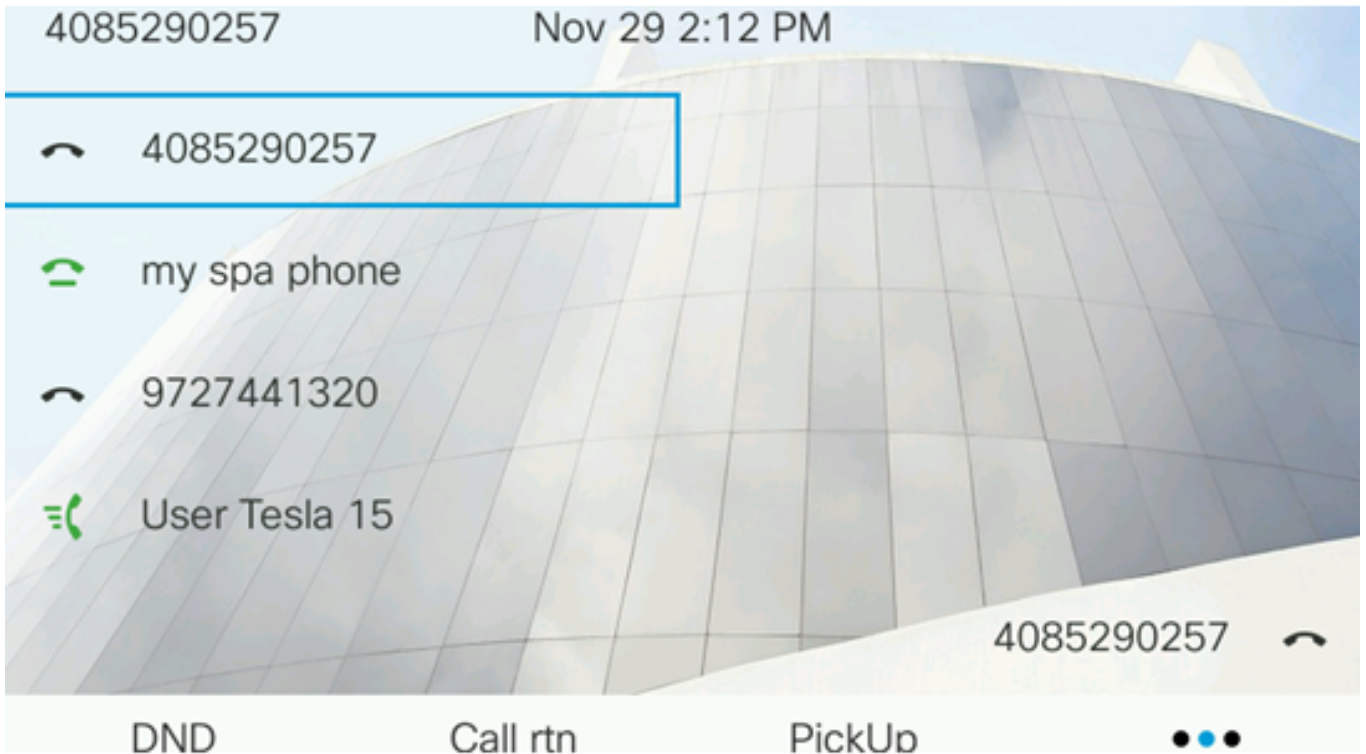 4085290257 Nov 29 2:12 PM
4085290257
my spa phone
9727441320
User Tesla 15
4085290257
DND Call rtn PickUp